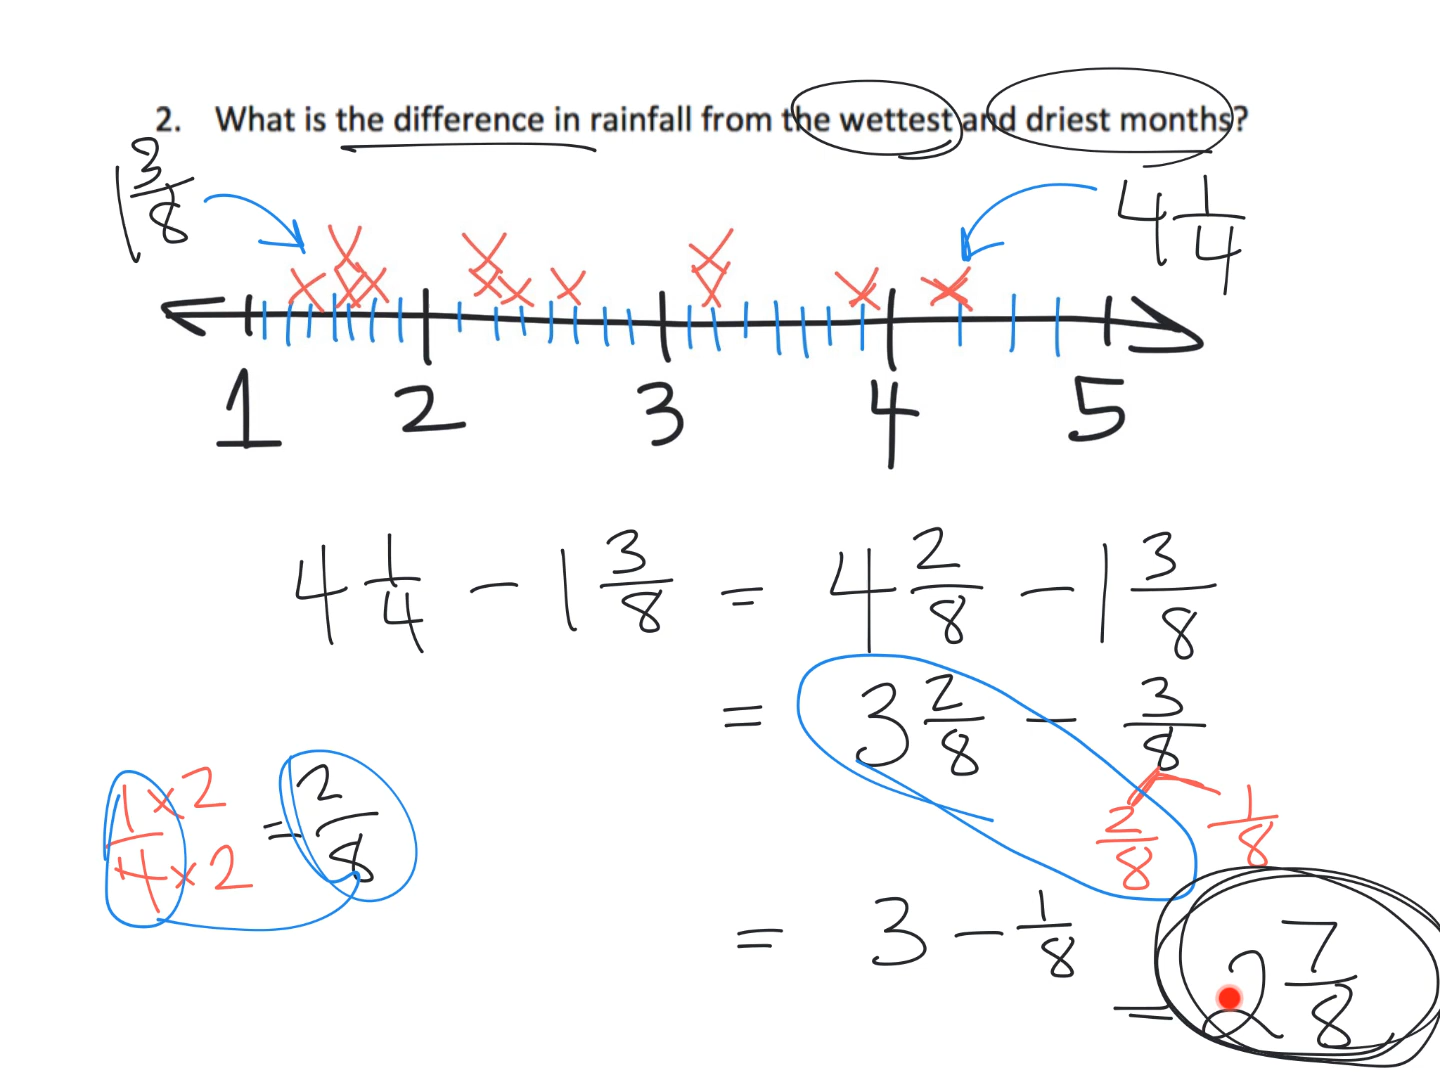 2. What is the difference in rainfall from the wettest and driest months?
1 3/8
4 1/4
1 2 3 4 5
4 1/4 - 1 3/8 = 4 2/8 - 1 3/8
= 3 2/8 - 3/8
2/8 1/8
1×2/4×2 = 2/8
= 3 - 1/8
= 2 7/8